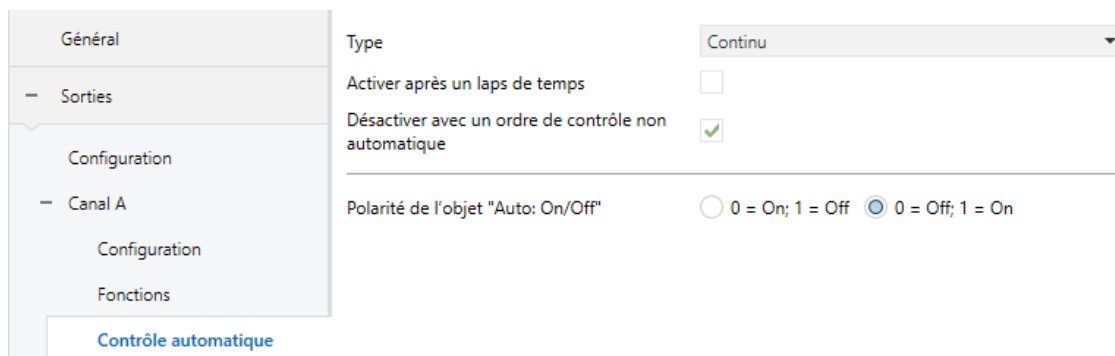 Général
Sorties
Configuration
Canal A
Configuration
Fonctions
Contrôle automatique
Type
Continu
Activer après un laps de temps
Désactiver avec un ordre de contrôle non
automatique
Polarité de l'objet "Auto: On/Off"
0 = On; 1 = Off
0 = Off; 1 = On